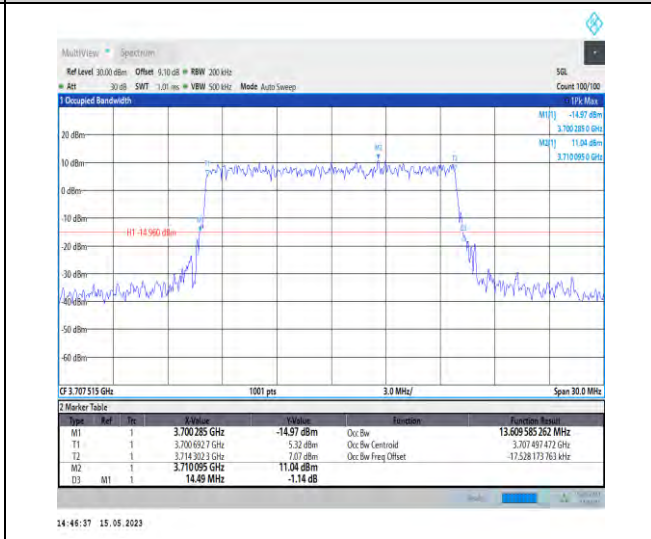 MultiView Spectrum
Ref Level 30.00 dBm Offset 9.10 dB RBW 200 kHz SGL
Att 30 dB SWT 1.01 ms VBW 500 kHz Mode Auto Sweep Count 100/100
1 Occupied Bandwidth 1Pk Max
M1[1] -14.97 dBm
3.700 285 0 GHz
M2[1] 11.04 dBm
3.710 095 0 GHz
20 dBm
M2
T1 T2
10 dBm
0 dBm
-10 dBm
M1
H1 -14.960 dBm
D3
-20 dBm
-30 dBm
-40 dBm
-50 dBm
-60 dBm
CF 3.707 515 GHz 1001 pts 3.0 MHz/ Span 30.0 MHz
2 Marker Table
Type Ref Trc X-Value Y-Value Function Function Result
M1 1 3.700 285 GHz -14.97 dBm Occ Bw 13.609 585 262 MHz
T1 1 3.700 692 7 GHz 5.32 dBm Occ Bw Centroid 3.707 497 472 GHz
T2 1 3.714 302 3 GHz 7.07 dBm Occ Bw Freq Offset -17.528 173 763 kHz
M2 1 3.710 095 GHz 11.04 dBm
D3 M1 1 14.49 MHz -1.14 dB
14:46:37 15.05.2023